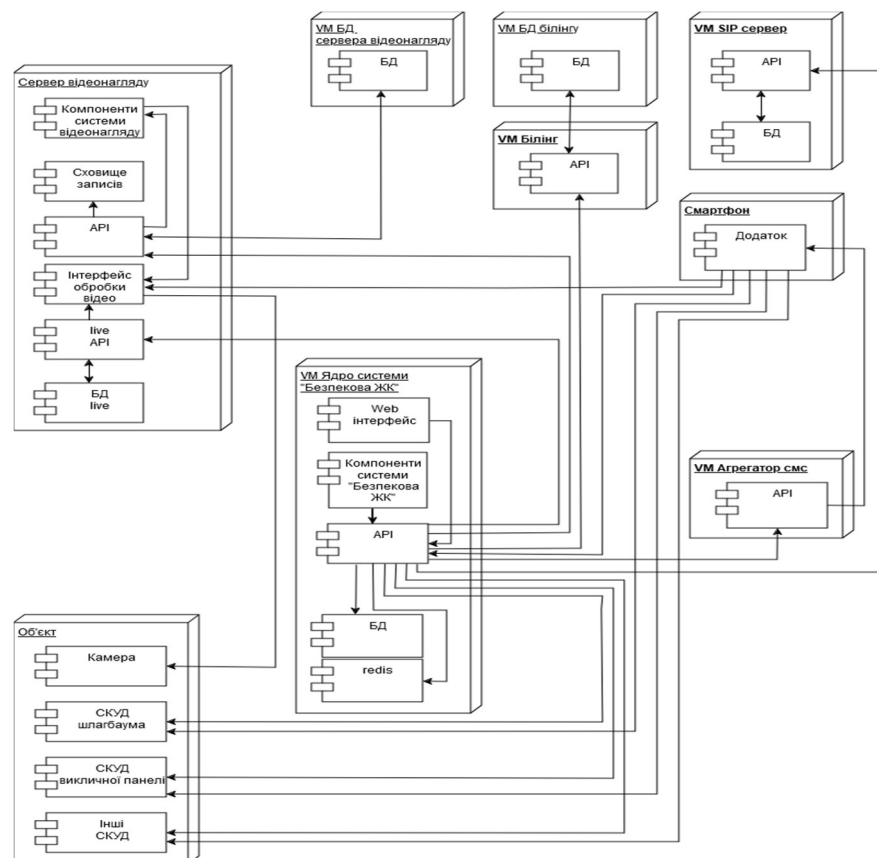 VM БД
сервера відеонагляду
БД
VM БД білінгу
БД
VM SIP сервер
API
БД
Сервер відеонагляду
Компоненти
системи
відеонагляду
Сховище
записів
API
Інтерфейс
обробки
відео
live
API
БД
live
VM Білінг
API
Смартфон
Додаток
VM Ядро системи
"Безпекова ЖК"
Web
інтерфейс
Компоненти
системи
"Безпекова
ЖК"
API
БД
redis
VM Агрегатор смс
API
Об'єкт
Камера
СКУД
шлагбаума
СКУД
викличної панелі
Інші
СКУД